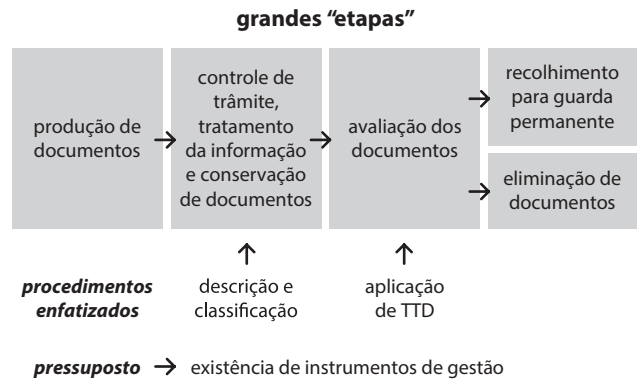 grandes “etapas”
produção de
documentos
controle de
trâmite,
tratamento
da informação
e conservação
de documentos
avaliação dos
documentos
recolhimento
para guarda
permanente
eliminação de
documentos
procedimentos
enfatizados
descrição e
classificação
aplicação
de TTD
pressuposto → existência de instrumentos de gestão